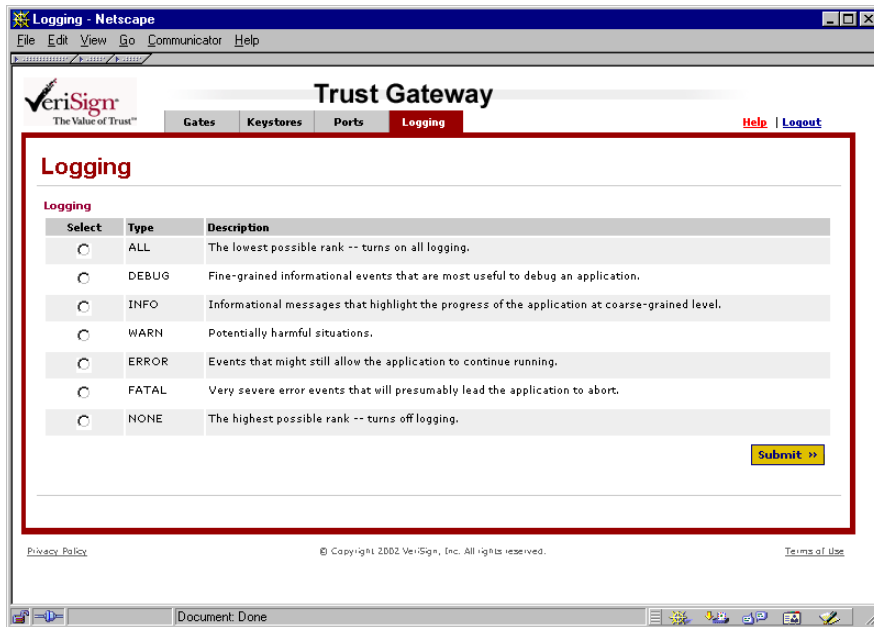 Logging - Netscape
File Edit View Go Communicator Help
VeriSign
The Value of Trust℠
Trust Gateway
Gates Keystores Ports Logging
Help | Logout
Logging
Logging
Select Type Description
ALL The lowest possible rank -- turns on all logging.
DEBUG Fine-grained informational events that are most useful to debug an application.
INFO Informational messages that highlight the progress of the application at coarse-grained level.
WARN Potentially harmful situations.
ERROR Events that might still allow the application to continue running.
FATAL Very severe error events that will presumably lead the application to abort.
NONE The highest possible rank -- turns off logging.
Submit »
Privacy Policy © Copyright 2002 VeriSign, Inc. All rights reserved. Terms of Use
Document: Done